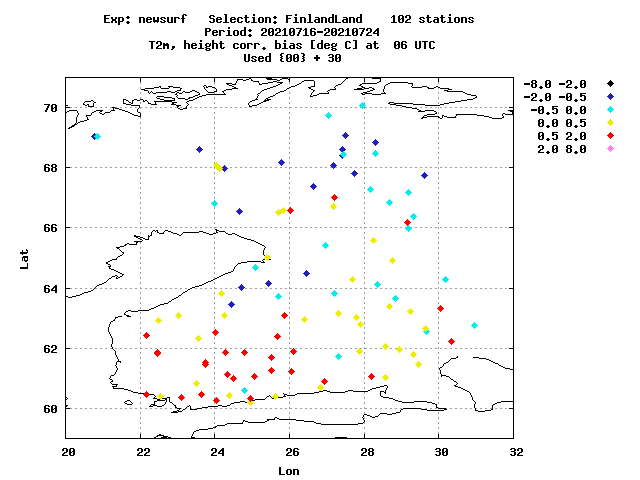 Exp: newsurf   Selection: FinlandLand    102 stations
Period: 20210716-20210724
T2m, height corr. bias [deg C] at  06 UTC
Used {00} + 30
-8.0 -2.0
-2.0 -0.5
-0.5 0.0
0.0 0.5
0.5 2.0
2.0 8.0
70
68
66
64
62
60
Lat
20 22 24 26 28 30 32
Lon